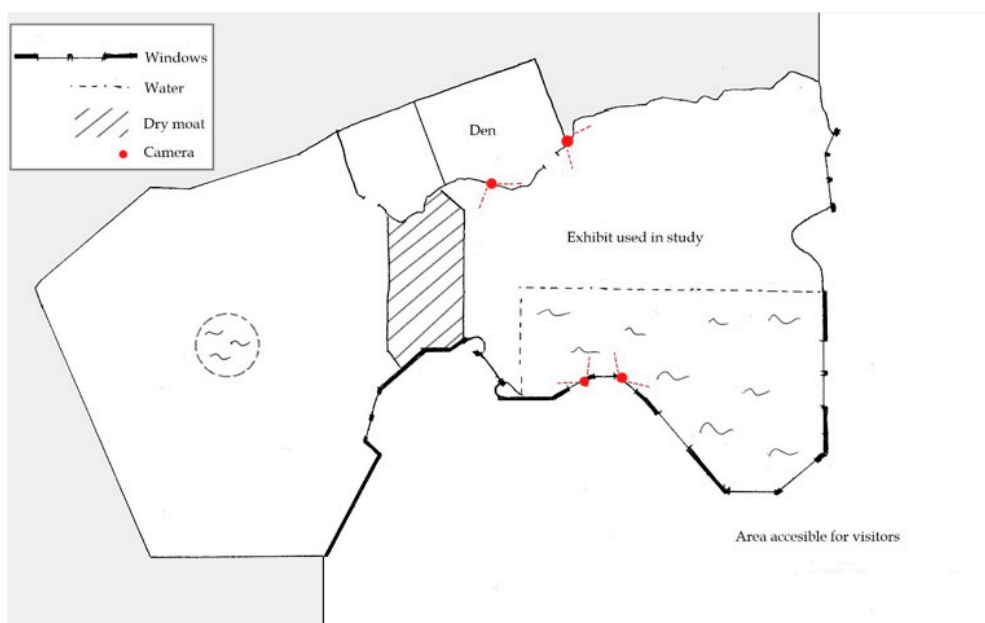 Windows
Water
Dry moat
Camera
Den
Exhibit used in study
Area accesible for visitors